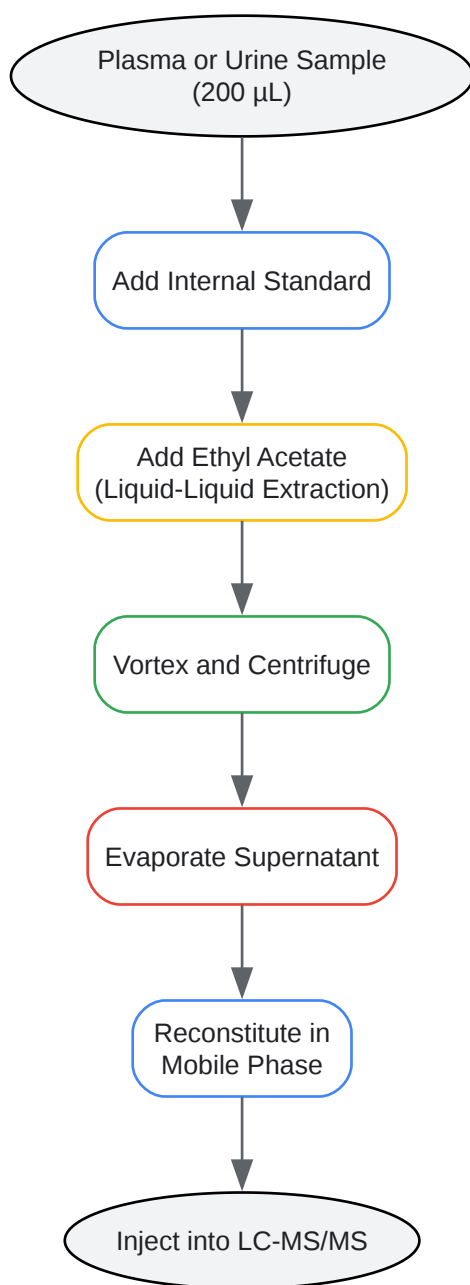 Plasma or Urine Sample
(200 µL)
Add Internal Standard
Add Ethyl Acetate
(Liquid-Liquid Extraction)
Vortex and Centrifuge
Evaporate Supernatant
Reconstitute in
Mobile Phase
Inject into LC-MS/MS